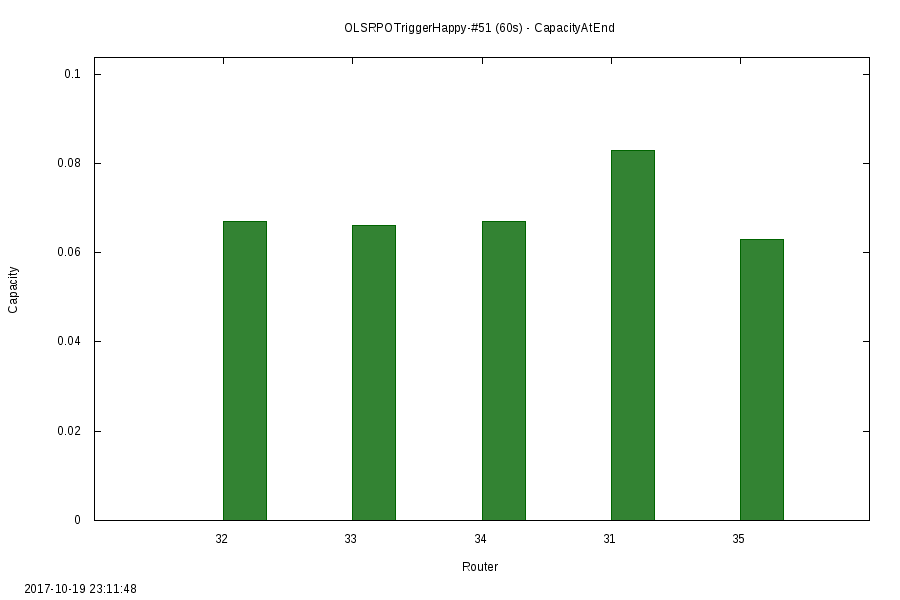 OLSRPOTriggerHappy-#51 (60s) - CapacityAtEnd
0.1
0.08
0.06
0.04
0.02
0
Capacity
32 33 34 31 35
Router
2017-10-19 23:11:48